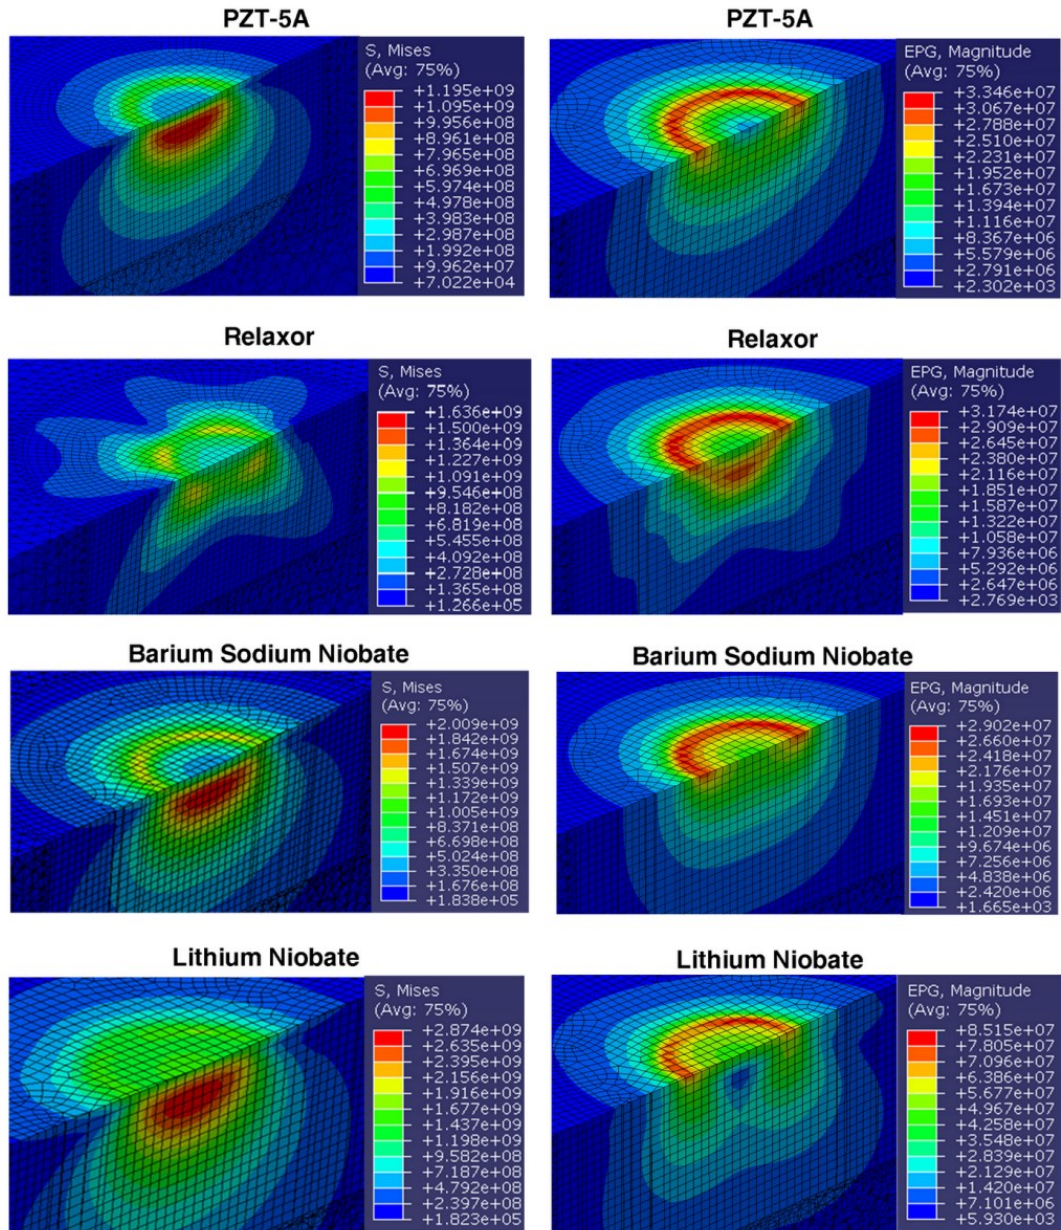 PZT-5A
S, Mises
(Avg: 75%)
+1.195e+09
+1.095e+09
+9.956e+08
+8.961e+08
+7.965e+08
+6.969e+08
+5.974e+08
+4.978e+08
+3.983e+08
+2.987e+08
+1.992e+08
+9.962e+07
+7.022e+04
PZT-5A
EPG, Magnitude
(Avg: 75%)
+3.346e+07
+3.067e+07
+2.788e+07
+2.510e+07
+2.231e+07
+1.952e+07
+1.673e+07
+1.394e+07
+1.116e+07
+8.367e+06
+5.579e+06
+2.791e+06
+2.302e+03
Relaxor
S, Mises
(Avg: 75%)
+1.636e+09
+1.500e+09
+1.364e+09
+1.227e+09
+1.091e+09
+9.546e+08
+8.182e+08
+6.819e+08
+5.455e+08
+4.092e+08
+2.728e+08
+1.365e+08
+1.266e+05
Relaxor
EPG, Magnitude
(Avg: 75%)
+3.174e+07
+2.909e+07
+2.645e+07
+2.380e+07
+2.116e+07
+1.851e+07
+1.587e+07
+1.322e+07
+1.058e+07
+7.936e+06
+5.292e+06
+2.647e+06
+2.769e+03
Barium Sodium Niobate
S, Mises
(Avg: 75%)
+2.009e+09
+1.842e+09
+1.674e+09
+1.507e+09
+1.339e+09
+1.172e+09
+1.005e+09
+8.371e+08
+6.698e+08
+5.024e+08
+3.350e+08
+1.676e+08
+1.838e+05
Barium Sodium Niobate
EPG, Magnitude
(Avg: 75%)
+2.902e+07
+2.660e+07
+2.418e+07
+2.176e+07
+1.935e+07
+1.693e+07
+1.451e+07
+1.209e+07
+9.674e+06
+7.256e+06
+4.838e+06
+2.420e+06
+1.665e+03
Lithium Niobate
S, Mises
(Avg: 75%)
+2.874e+09
+2.635e+09
+2.395e+09
+2.156e+09
+1.916e+09
+1.677e+09
+1.437e+09
+1.198e+09
+9.582e+08
+7.187e+08
+4.792e+08
+2.397e+08
+1.823e+05
Lithium Niobate
EPG, Magnitude
(Avg: 75%)
+8.515e+07
+7.805e+07
+7.096e+07
+6.386e+07
+5.677e+07
+4.967e+07
+4.258e+07
+3.548e+07
+2.839e+07
+2.129e+07
+1.420e+07
+7.101e+06
+5.930e+03